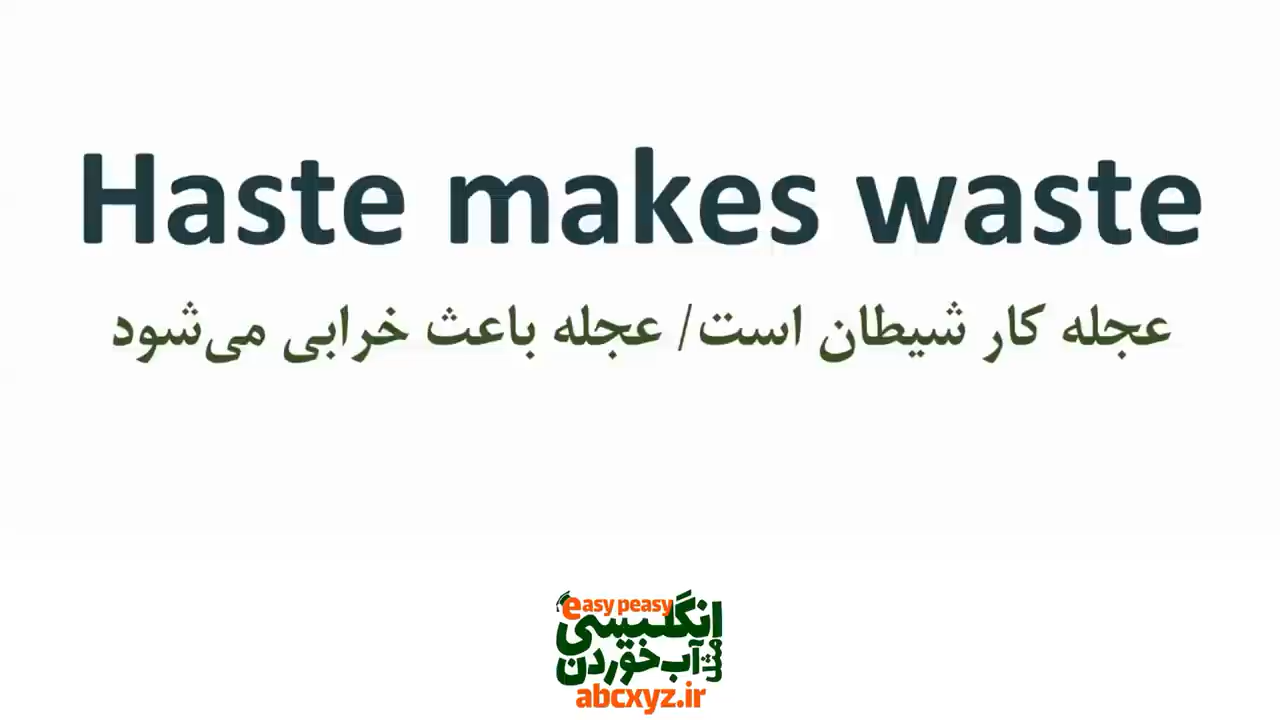 Haste makes waste
عجله کار شیطان است/ عجله باعث خرابی می‌شود
easy peasy
انگلیسی
مثل آب خوردن
abcxyz.ir